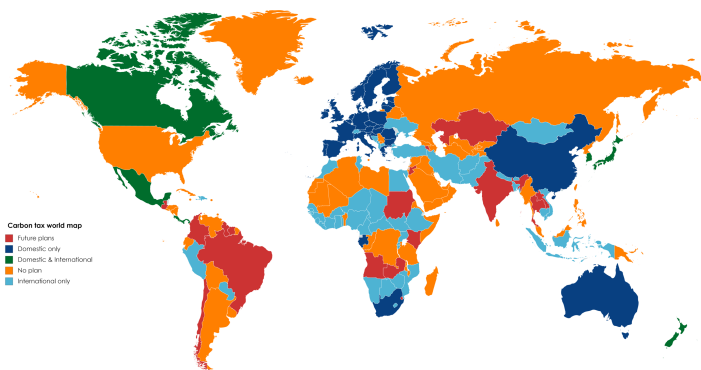 Carbon tax world map
Future plans
Domestic only
Domestic & International
No plan
International only